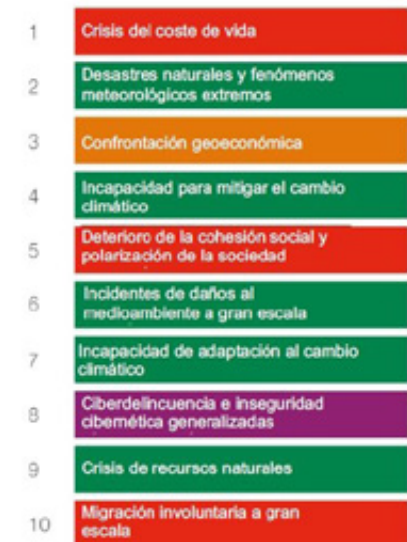 1 Crisis del coste de vida
2 Desastres naturales y fenómenos
meteorológicos extremos
3 Confrontación geoeconómica
4 Incapacidad para mitigar el cambio
climático
5 Deterioro de la cohesión social y
polarización de la sociedad
6 Incidentes de daños al
medioambiente a gran escala
7 Incapacidad de adaptación al cambio
climático
8 Ciberdelincuencia e inseguridad
cibernética generalizadas
9 Crisis de recursos naturales
10 Migración involuntaria a gran
escala